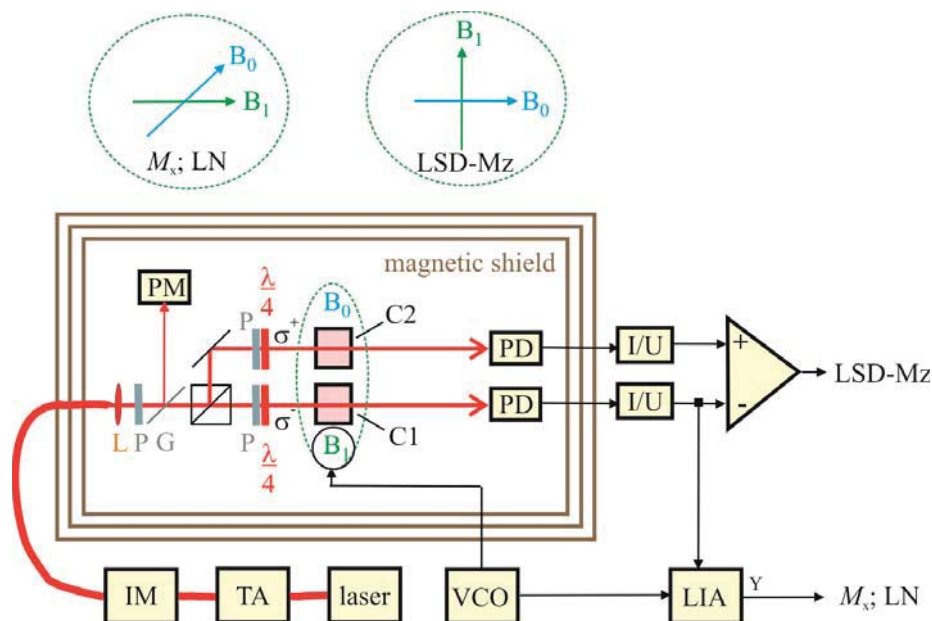 B₀
B₁
Mₓ; LN
B₁
B₀
LSD-Mz
magnetic shield
PM
λ/4
P
σ⁺
B₀
C2
PD
I/U
+
LSD-Mz
L
P
G
P
λ/4
σ⁻
B₁
C1
PD
I/U
-
IM
TA
laser
VCO
LIA
Y
Mₓ; LN